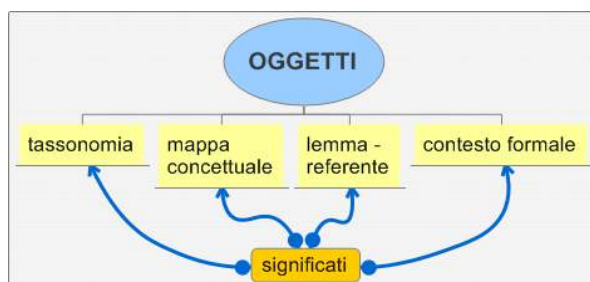 OGGETTI
tassonomia
mappa
concettuale
lemma -
referente
contesto formale
significati